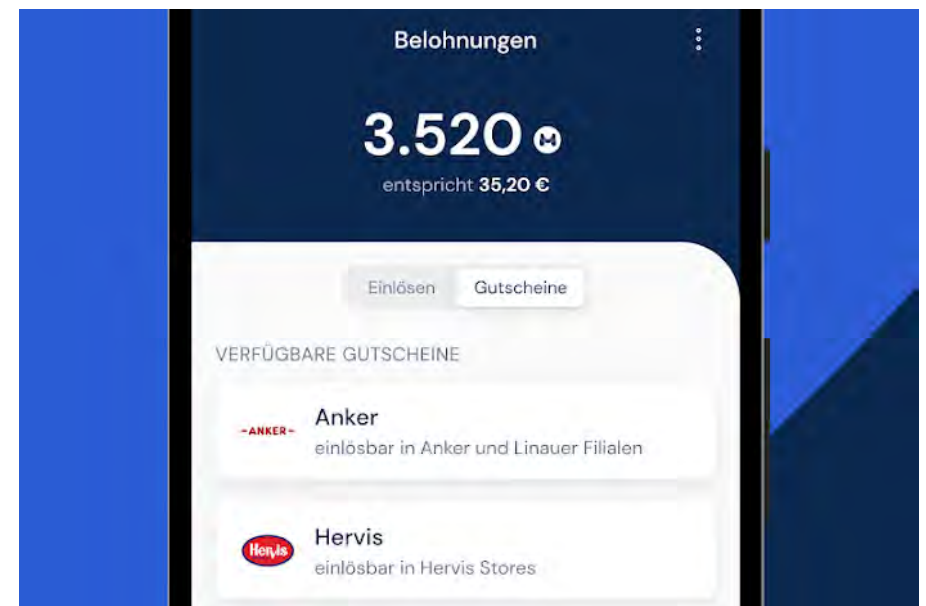 Belohnungen
3.520
entspricht 35,20 €
Einlösen Gutscheine
VERFÜGBARE GUTSCHEINE
-ANKER-
Anker
einlösbar in Anker und Linauer Filialen
Hervis
Hervis
einlösbar in Hervis Stores